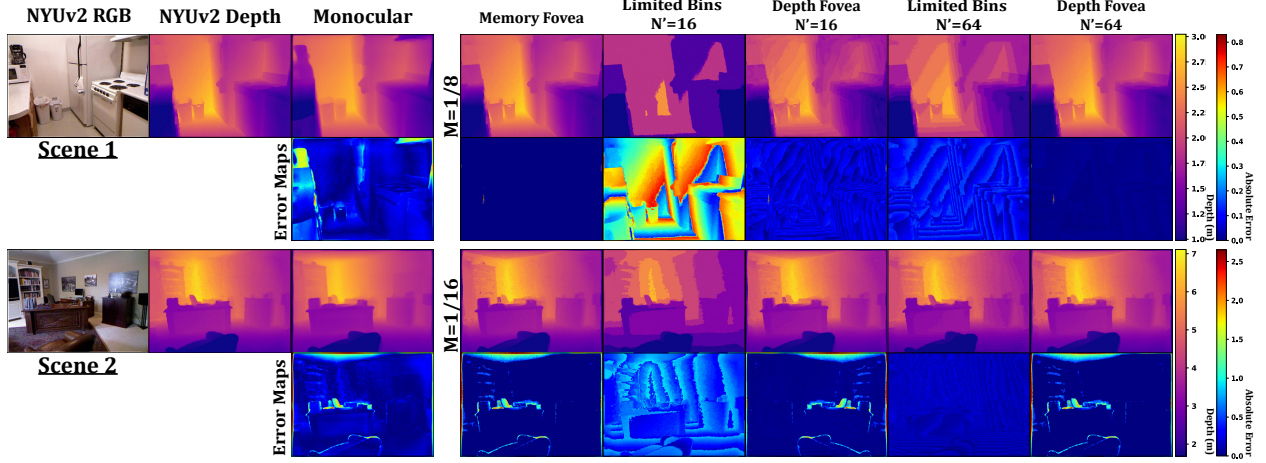 NYUv2 RGB
NYUv2 Depth
Monocular
Memory Fovea
Limited Bins
N'=16
Depth Fovea
N'=16
Limited Bins
N'=64
Depth Fovea
N'=64
M=1/8
Scene 1
Error Maps
3.0
2.7
2.5
2.2
2.0
1.7
1.5
1.2
1.0
Depth (m)
0.8
0.7
0.6
0.5
0.4
0.3
0.2
0.1
0.0
Absolute Error
M=1/16
Scene 2
Error Maps
7
6
5
4
3
2
Depth (m)
2.5
2.0
1.5
1.0
0.5
0.0
Absolute Error